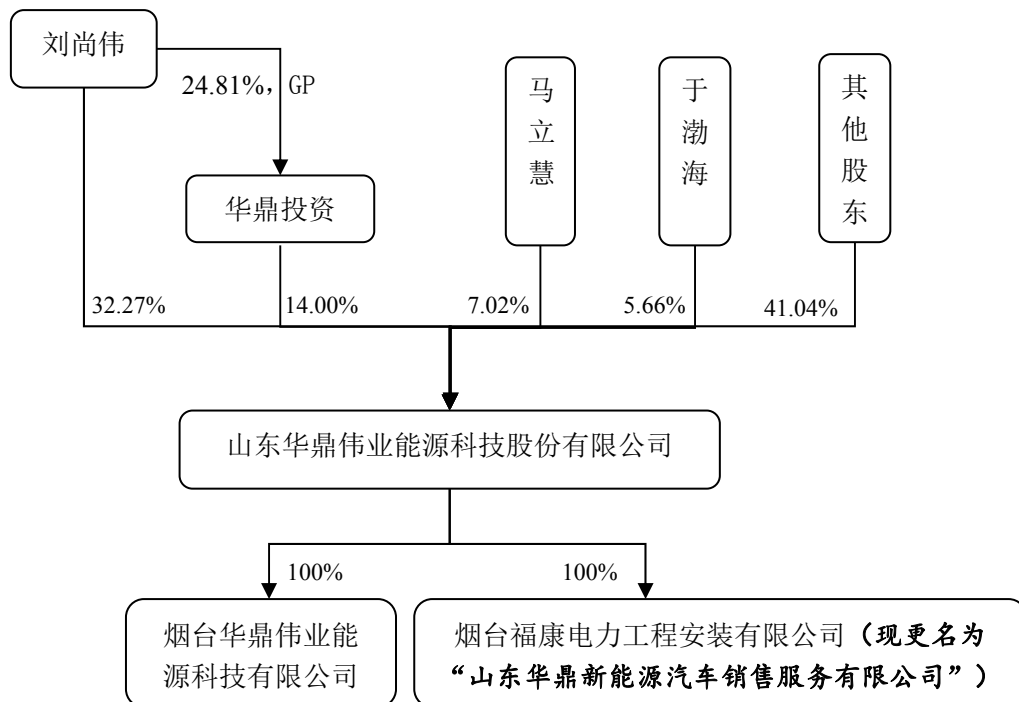 刘尚伟
24.81%，GP
马立慧
于渤海
其他股东
华鼎投资
32.27%
14.00%
7.02%
5.66%
41.04%
山东华鼎伟业能源科技股份有限公司
100%
100%
烟台华鼎伟业能
源科技有限公司
烟台福康电力工程安装有限公司（现更名为
“山东华鼎新能源汽车销售服务有限公司”）